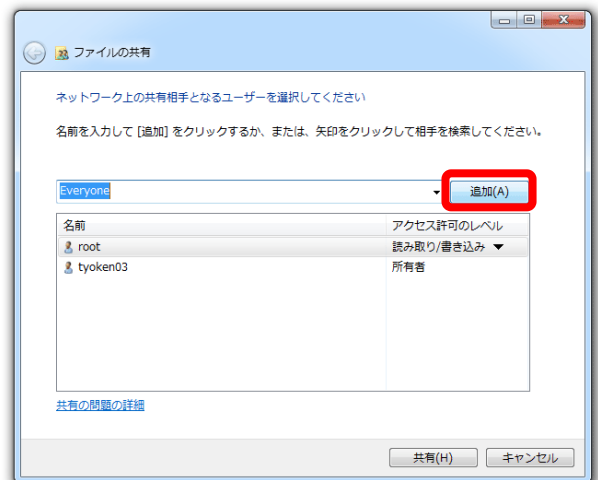 ファイルの共有
ネットワーク上の共有相手となるユーザーを選択してください
名前を入力して [追加] をクリックするか、または、矢印をクリックして相手を検索してください。
Everyone 追加(A)
名前 アクセス許可のレベル
root 読み取り/書き込み ▼
tyoken03 所有者
共有の問題の詳細
共有(H) キャンセル